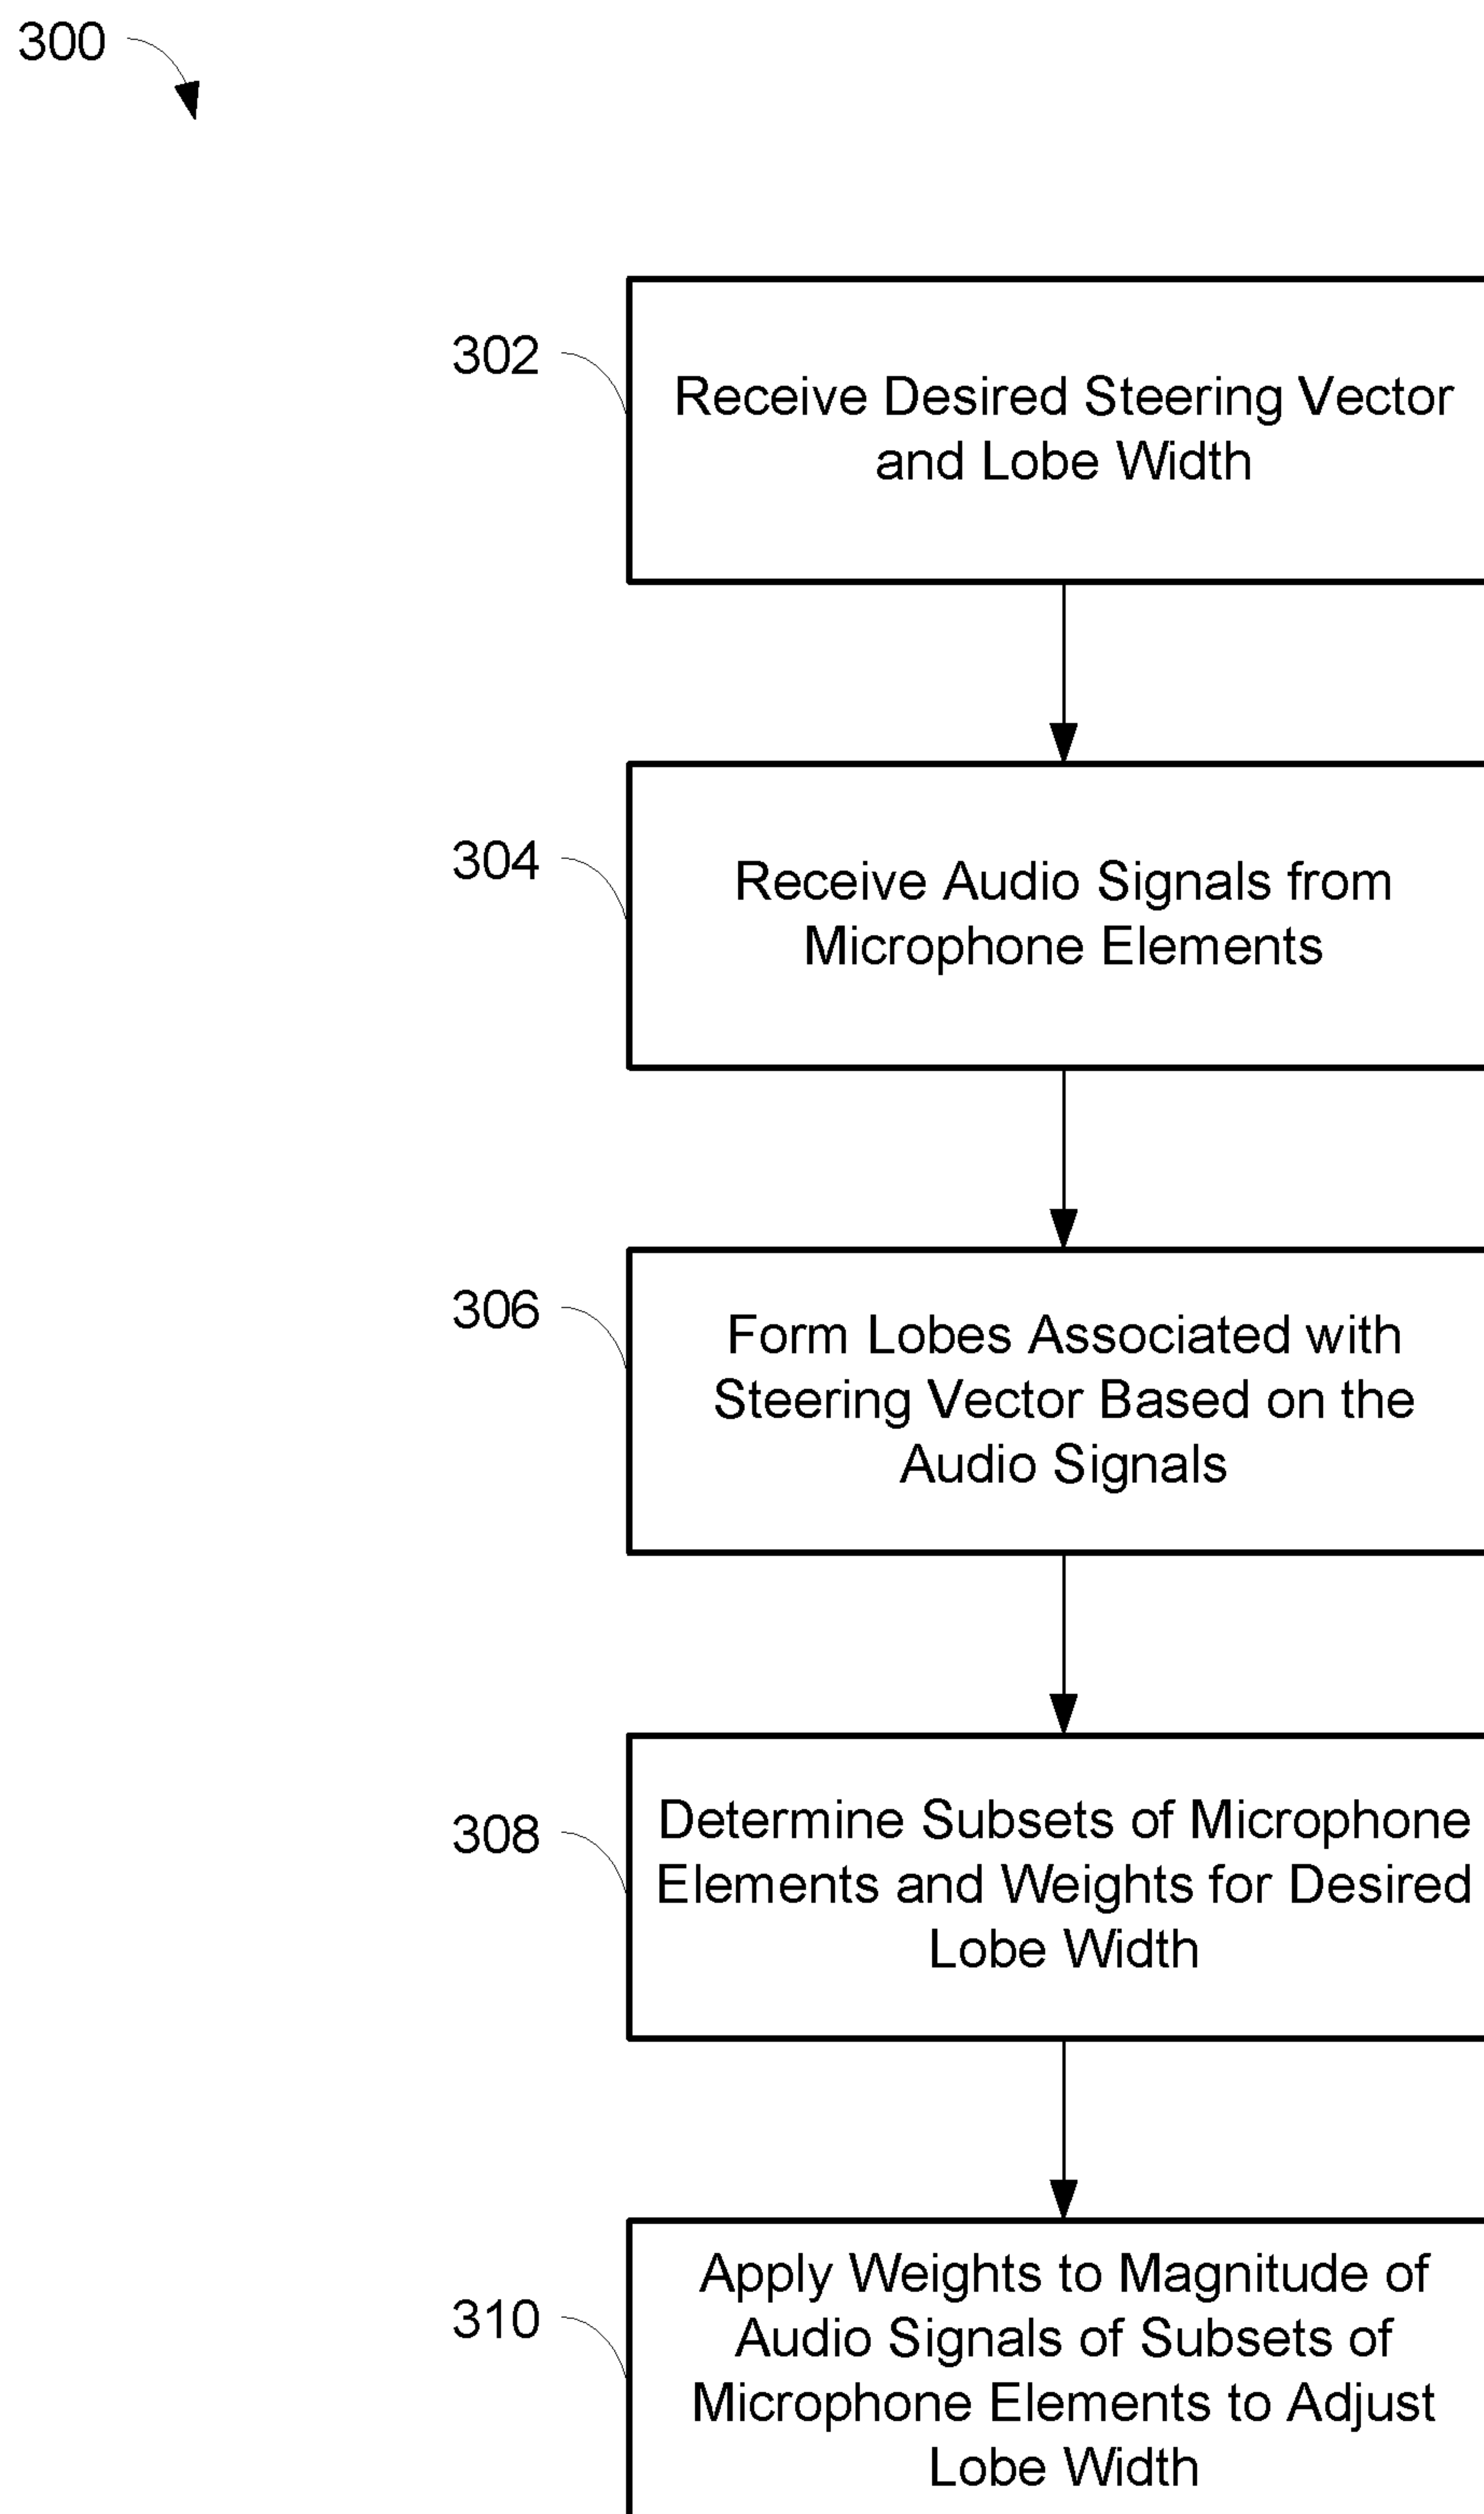 300
302
Receive Desired Steering Vector
and Lobe Width
304
Receive Audio Signals from
Microphone Elements
306
Form Lobes Associated with
Steering Vector Based on the
Audio Signals
308
Determine Subsets of Microphone
Elements and Weights for Desired
Lobe Width
310
Apply Weights to Magnitude of
Audio Signals of Subsets of
Microphone Elements to Adjust
Lobe Width